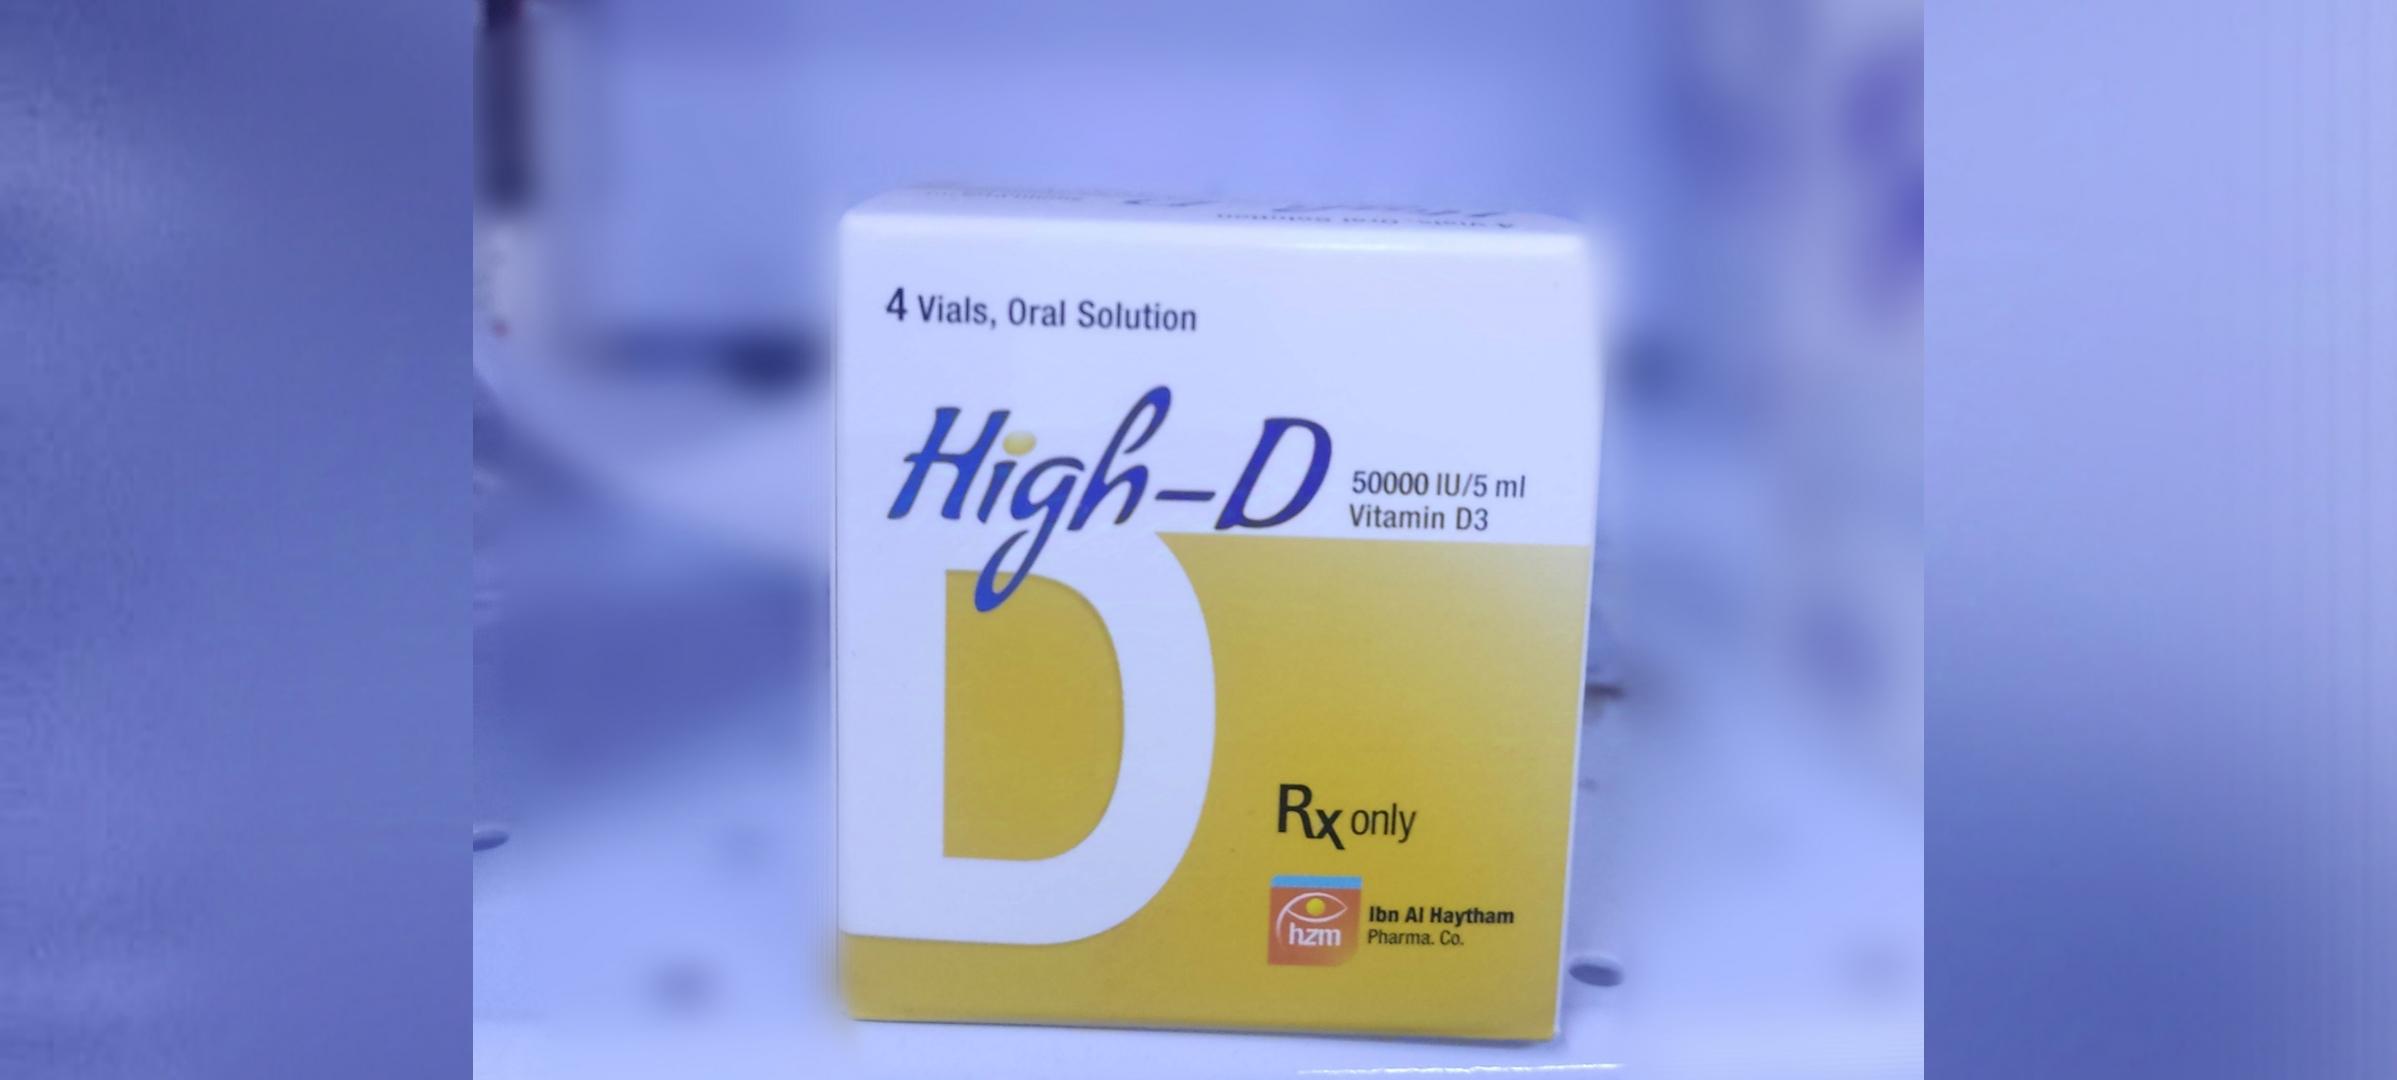 4 Vials, Oral Solution
High-D
50000 IU/5 ml
Vitamin D3
Rx only
hzm
Ibn Al Haytham
Pharma. Co.